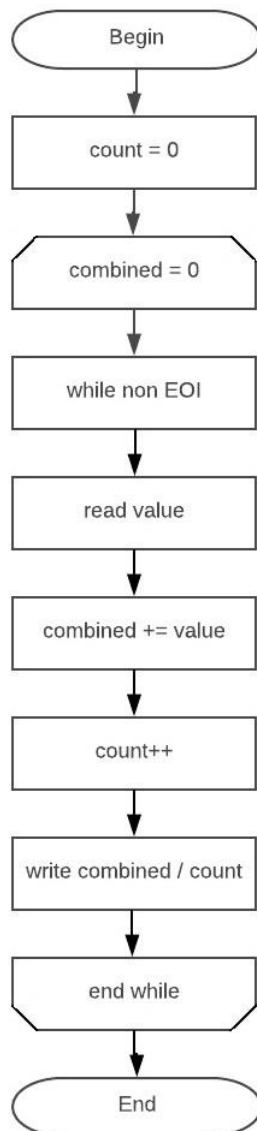 Begin
count = 0
combined = 0
while non EOI
read value
combined += value
count++
write combined / count
end while
End